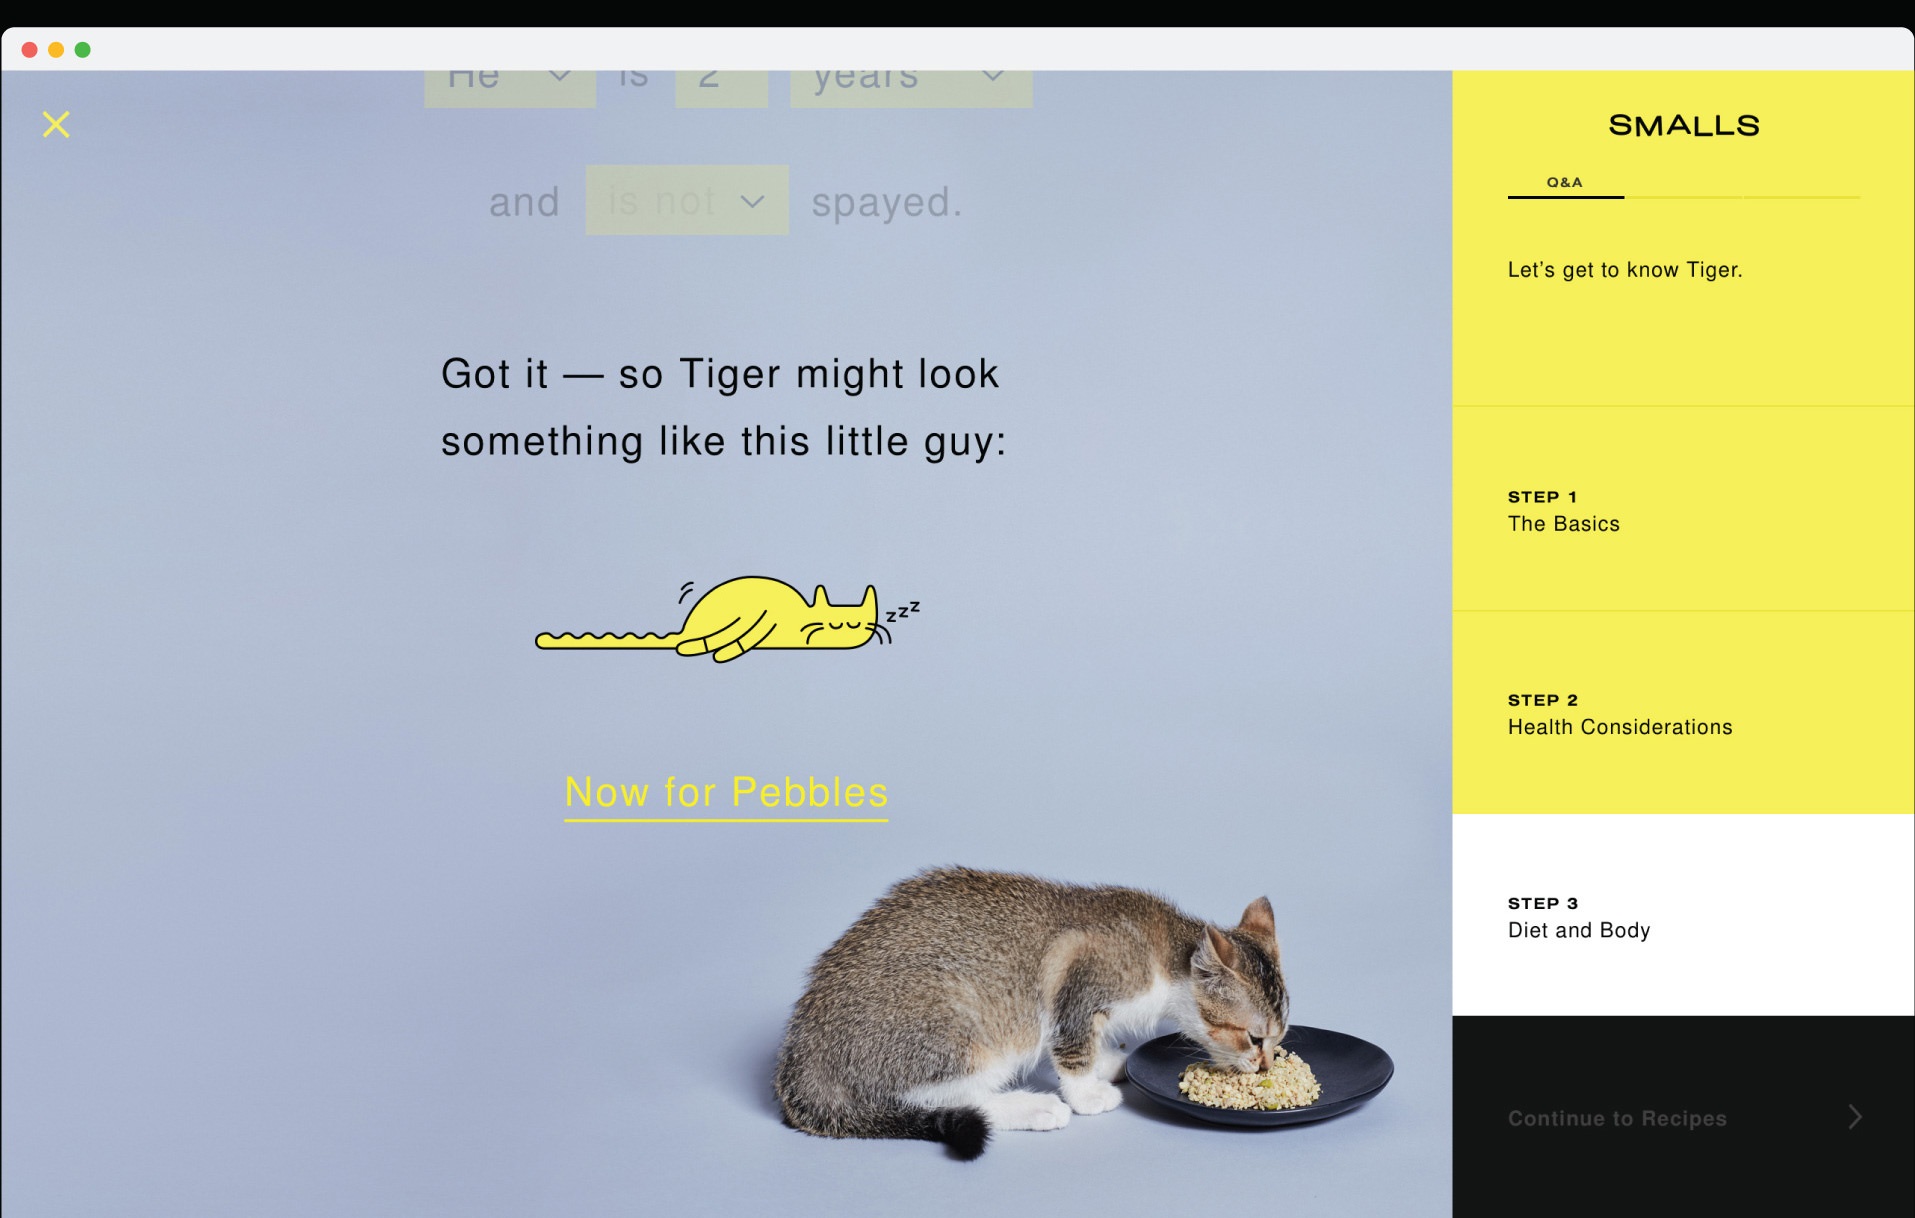 He is 2 years
and is not spayed.
Got it — so Tiger might look
something like this little guy:
zzz
Now for Pebbles
SMALLS
Q&A
Let's get to know Tiger.
STEP 1
The Basics
STEP 2
Health Considerations
STEP 3
Diet and Body
Continue to Recipes